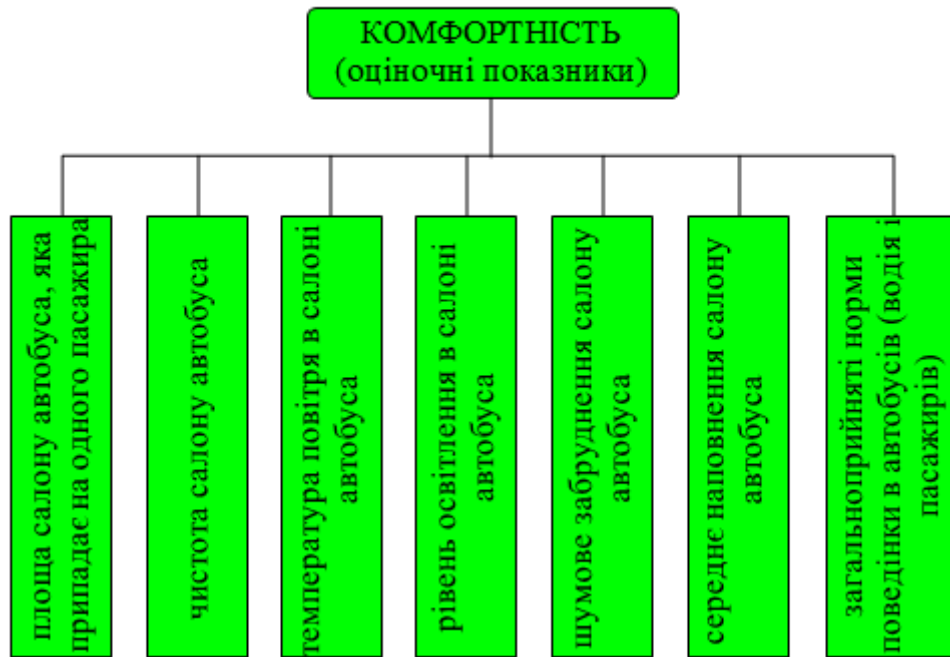 КОМФОРТНІСТЬ
(оціночні показники)
площа салону автобуса, яка
припадає на одного пасажира
чистота салону автобуса
температура повітря в салоні
автобуса
рівень освітлення в салоні
автобуса
шумове забруднення салону
автобуса
середнє наповнення салону
автобуса
загальноприйняті норми
поведінки в автобусів (водія і
пасажирів)